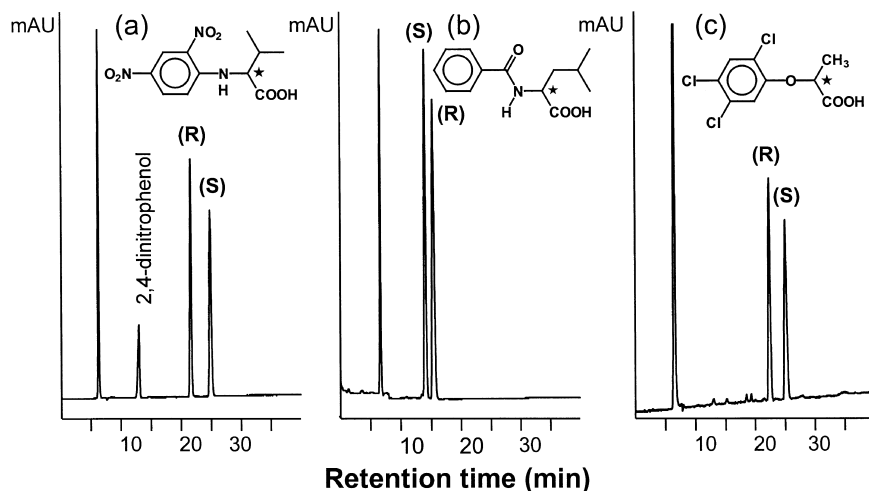 mAU
(a)
NO₂
NO₂
N
H
★
COOH
2,4-dinitrophenol
(R)
(S)
10
20
30
mAU
(S)
(b)
O
N
H
★
COOH
(R)
10
20
30
mAU
(c)
Cl
Cl
Cl
O
CH₃
★
COOH
(R)
(S)
10
20
30
Retention time (min)